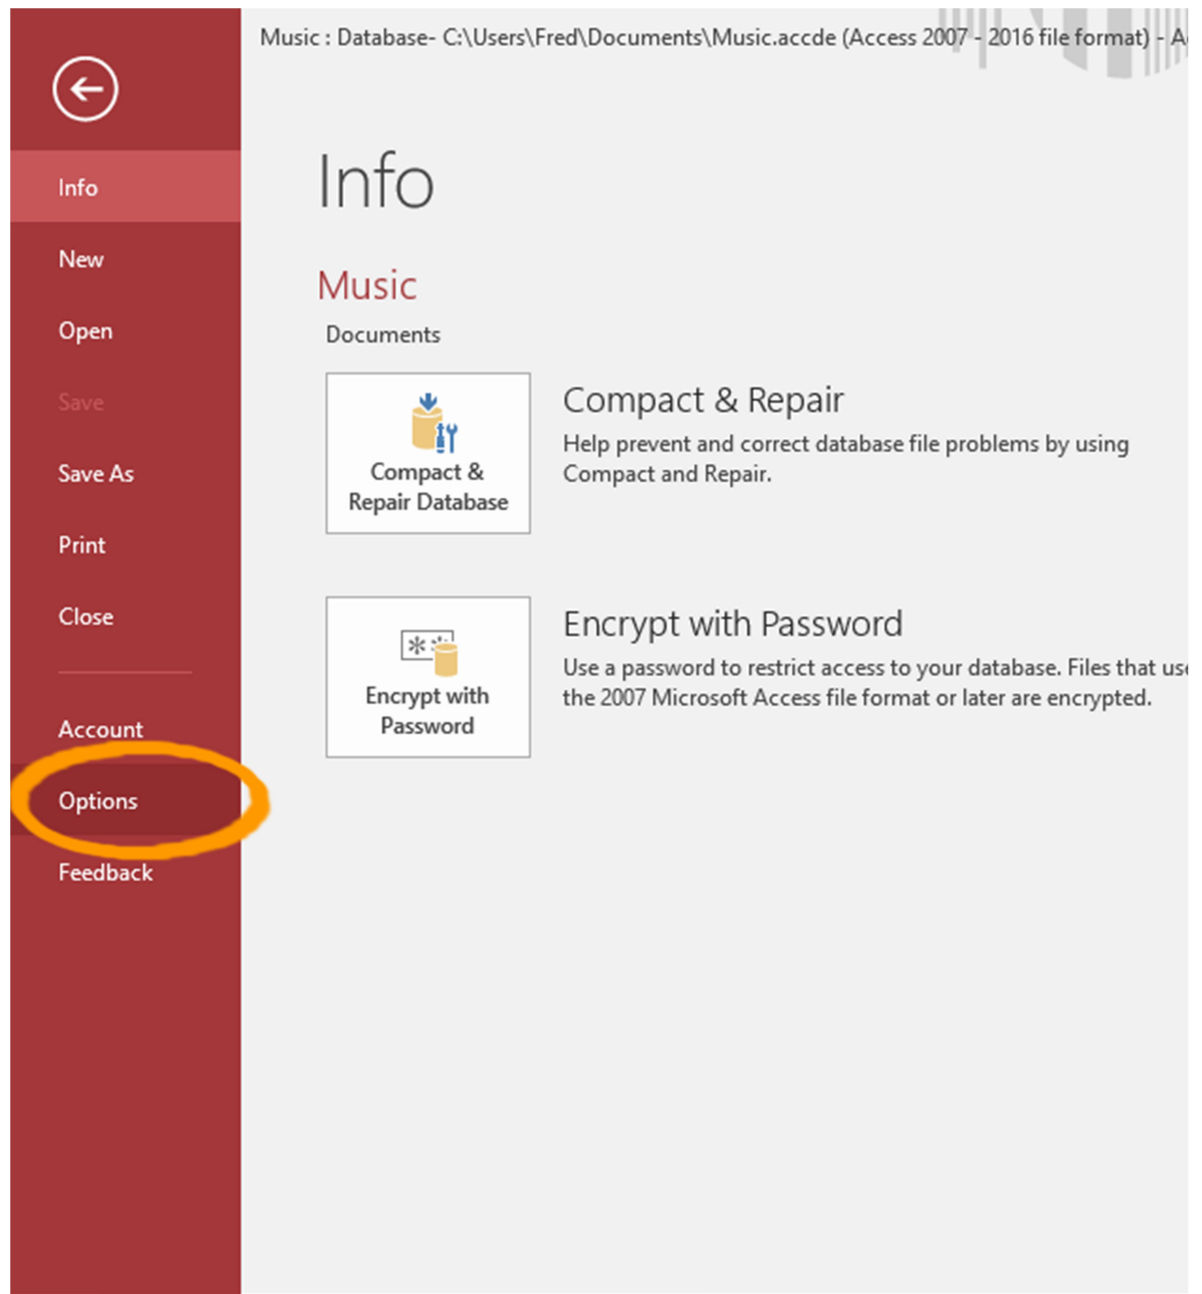 Music : Database- C:\Users\Fred\Documents\Music.accde (Access 2007 - 2016 file format) -
Info
Info
New
Music
Open
Documents
Save
Compact & Repair
Help prevent and correct database file problems by using
Compact and Repair.
Compact &
Repair Database
Save As
Print
Close
Encrypt with Password
Use a password to restrict access to your database. Files that use
the 2007 Microsoft Access file format or later are encrypted.
Encrypt with
Password
Account
Options
Feedback